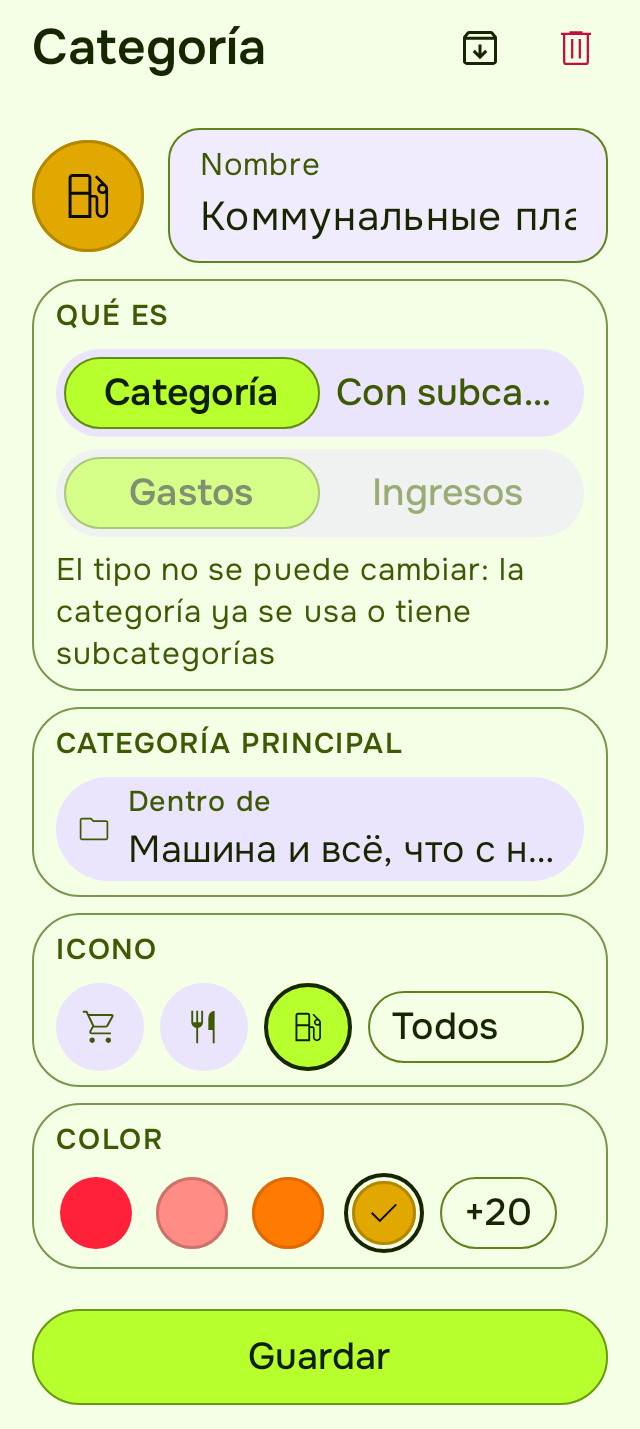 Categoría
Nombre
Коммунальные пла
QUÉ ES
Categoría
Con subca...
Gastos
Ingresos
El tipo no se puede cambiar: la
categoría ya se usa o tiene
subcategorías
CATEGORÍA PRINCIPAL
Dentro de
Машина и всё, что с н...
ICONO
Todos
COLOR
+20
Guardar